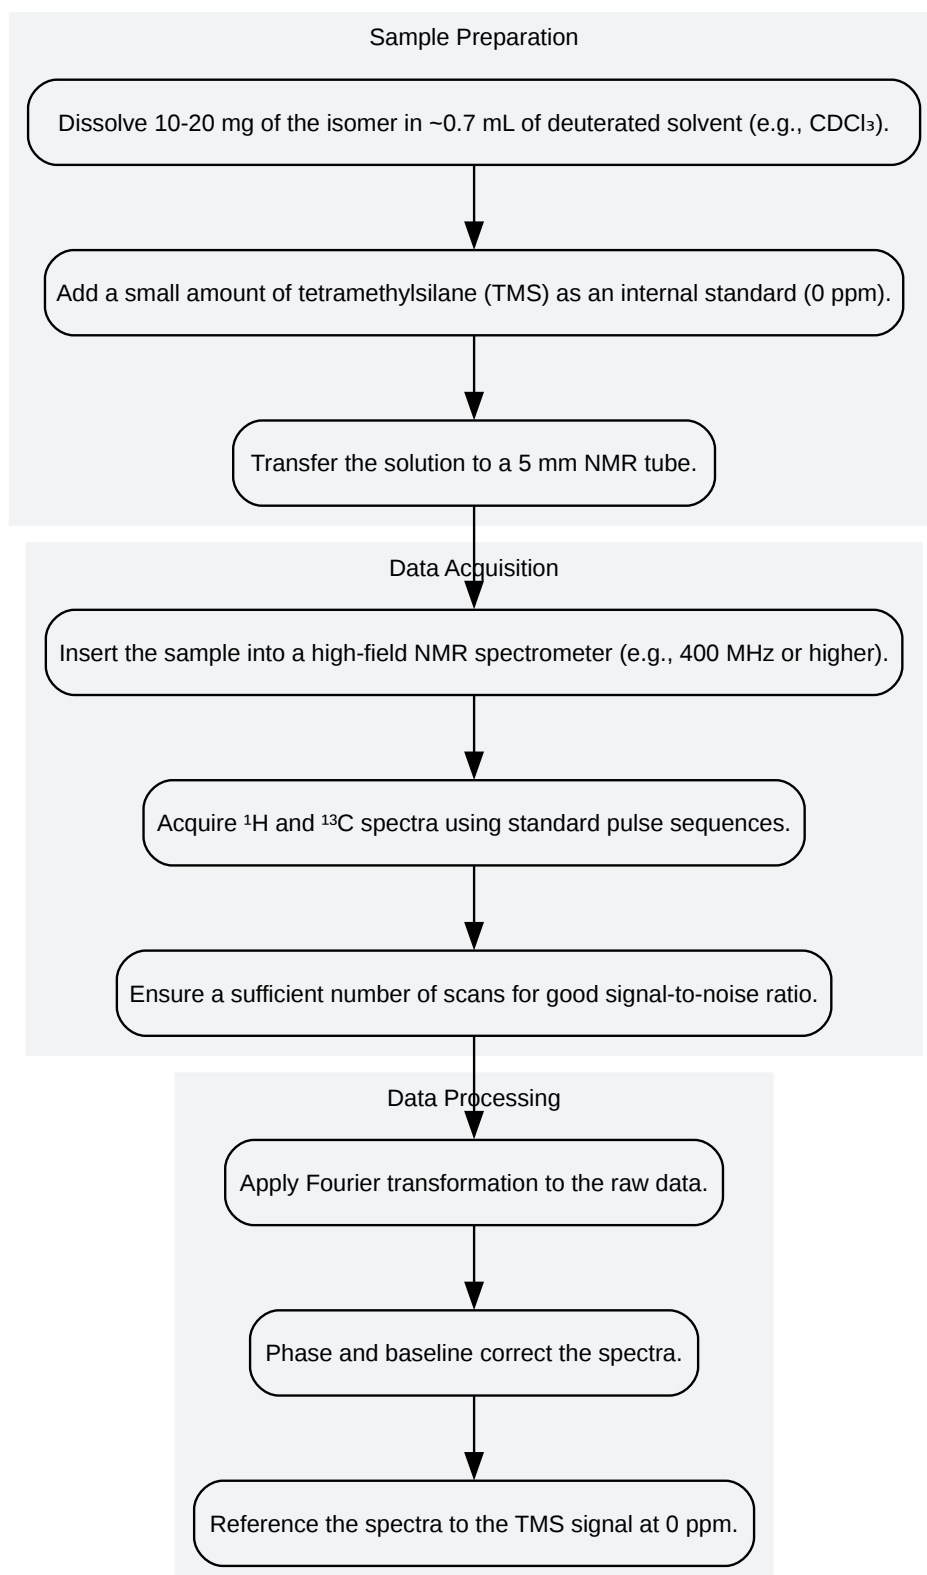 Sample Preparation
Dissolve 10-20 mg of the isomer in ~0.7 mL of deuterated solvent (e.g., CDCl₃).
Add a small amount of tetramethylsilane (TMS) as an internal standard (0 ppm).
Transfer the solution to a 5 mm NMR tube.
Data Acquisition
Insert the sample into a high-field NMR spectrometer (e.g., 400 MHz or higher).
Acquire ¹H and ¹³C spectra using standard pulse sequences.
Ensure a sufficient number of scans for good signal-to-noise ratio.
Data Processing
Apply Fourier transformation to the raw data.
Phase and baseline correct the spectra.
Reference the spectra to the TMS signal at 0 ppm.